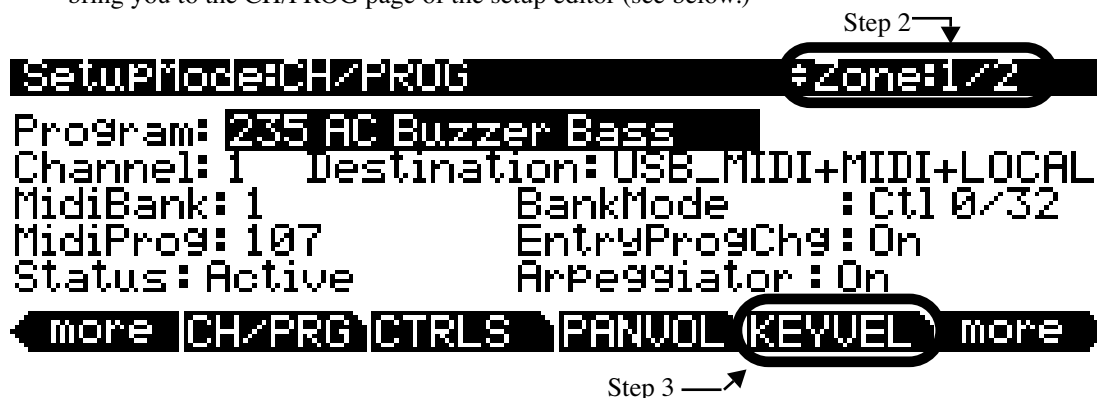 bring you to the CH/PROG page of the setup editor (see below.)
Step 2
SetupMode:CH/PROG Zone:1/2
Program: 235 AC Buzzer Bass
Channel: 1 Destination: USB_MIDI+MIDI+LOCAL
MidiBank: 1 BankMode : Ctl 0/32
MidiProg: 107 EntryProgChg: On
Status: Active Arpeggiator : On
more CH/PRG CTRLS PANVOL KEYVEL more
Step 3